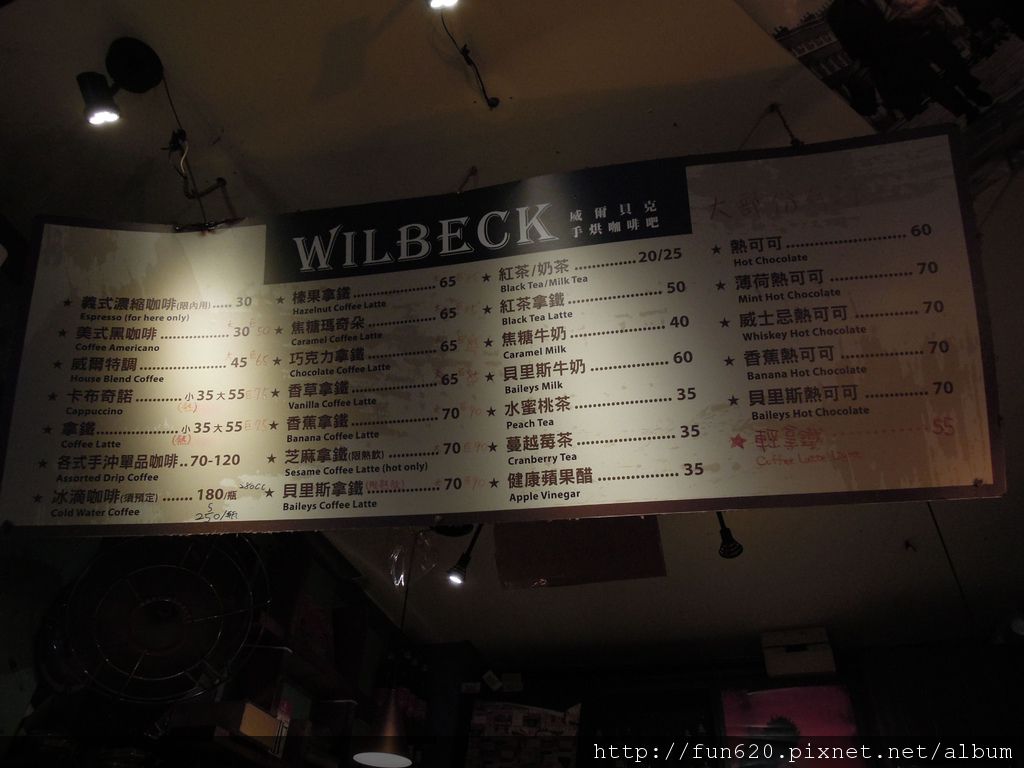 WILBECK
威爾貝克
手烘咖啡吧
★ 義式濃縮咖啡(限內用)..... 30
Espresso (for here only)
★ 美式黑咖啡 ............... 30
Coffee Americano
★ 威爾特調 .................... 45
House Blend Coffee
★ 卡布奇諾 .......... 小 35 大 55
Cappuccino
★ 拿鐵 .................. 小 35 大 55
Coffee Latte
★ 各式手沖單品咖啡..70-120
Assorted Drip Coffee
★ 冰滴咖啡(須預定) ...... 180/瓶
Cold Water Coffee
250/瓶
★ 榛果拿鐵 .................... 65
Hazelnut Coffee Latte
★ 焦糖瑪奇朵 ................ 65
Caramel Coffee Latte
★ 巧克力拿鐵 ................ 65
Chocolate Coffee Latte
★ 香草拿鐵 .................... 65
Vanilla Coffee Latte
★ 香蕉拿鐵 .................... 70
Banana Coffee Latte
★ 芝麻拿鐵(限熱飲) ........ 70
Sesame Coffee Latte (hot only)
★ 貝里斯拿鐵 ................ 70
Baileys Coffee Latte
★ 紅茶/奶茶 ............. 20/25
Black Tea/Milk Tea
★ 紅茶拿鐵 .................... 50
Black Tea Latte
★ 焦糖牛奶 .................... 40
Caramel Milk
★ 貝里斯牛奶 ................ 60
Baileys Milk
★ 水蜜桃茶 .................... 35
Peach Tea
★ 蔓越莓茶 .................... 35
Cranberry Tea
★ 健康蘋果醋 ................ 35
Apple Vinegar
大部份
★ 熱可可 ........................ 60
Hot Chocolate
★ 薄荷熱可可 ................ 70
Mint Hot Chocolate
★ 威士忌熱可可 ............ 70
Whiskey Hot Chocolate
★ 香蕉熱可可 ................ 70
Banana Hot Chocolate
★ 貝里斯熱可可 ............ 70
Baileys Hot Chocolate
★ 輕拿鐵 ........................ 55
Coffee Latte
http://fun620.pixnet.net/album